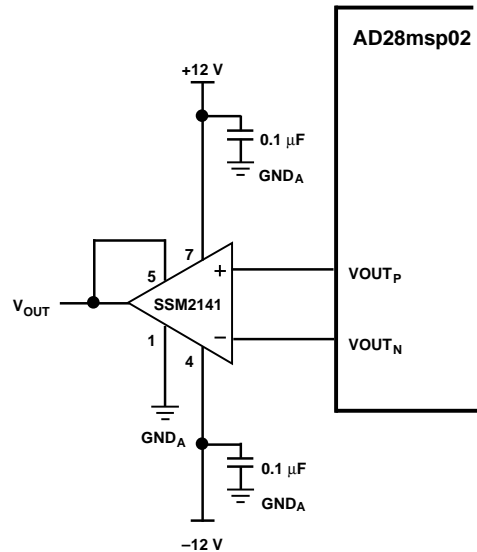 AD28msp02
+12 V
0.1 μF
GNDA
7
5
+
VOUTP
VOUT
SSM2141
1
−
VOUTN
4
GNDA
0.1 μF
GNDA
–12 V